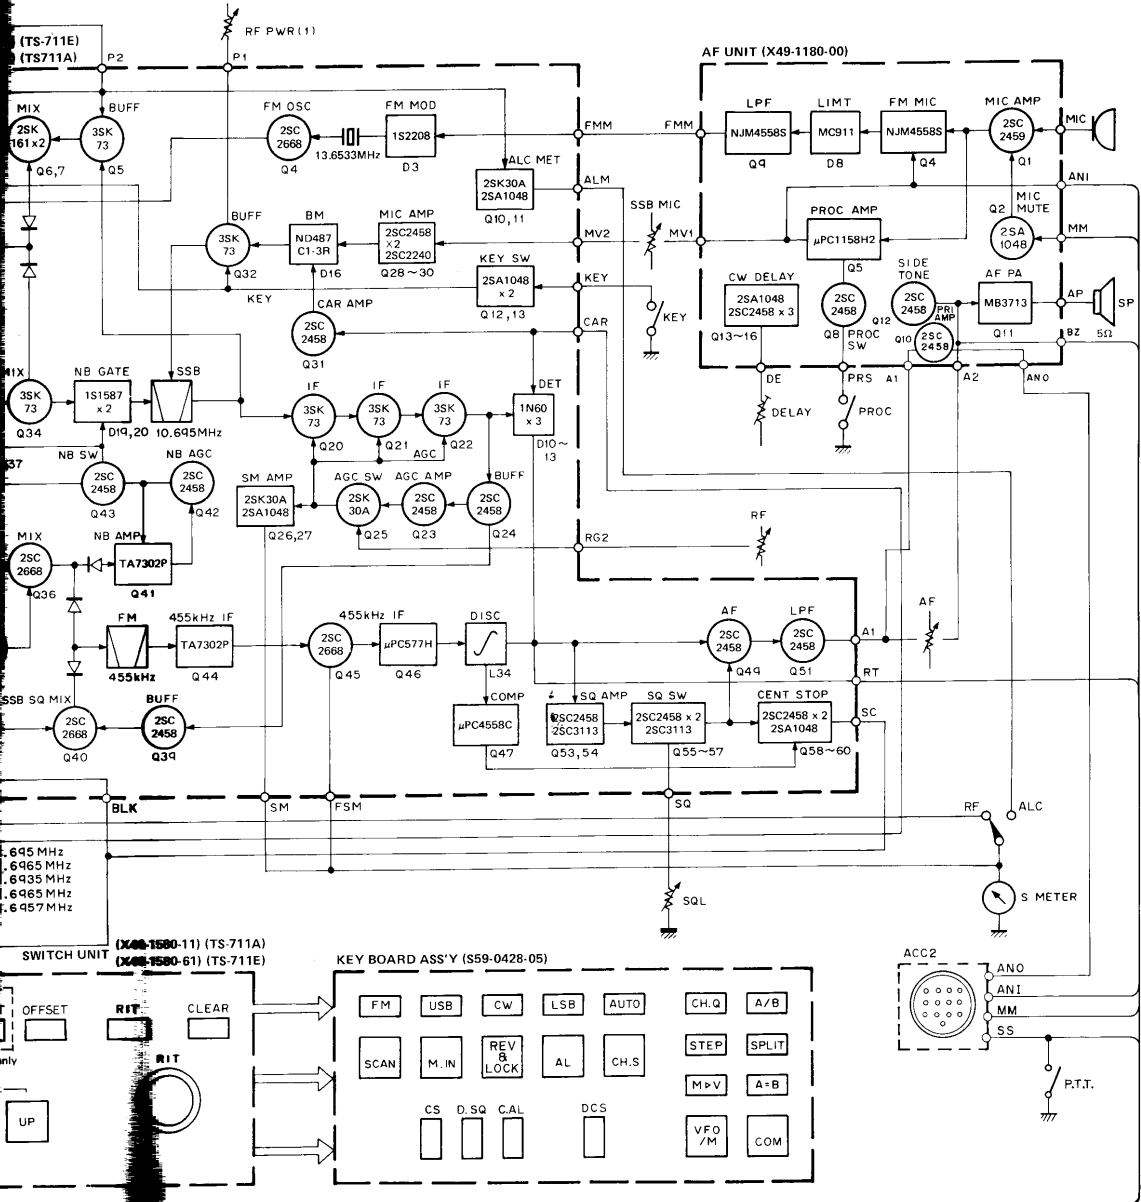 (TS-711E)
(TS711A)
P2
P1
RF PWR(1)
AF UNIT (X49-1180-00)
MIX
2SK
161x2
Q6,7
BUFF
3SK
73
Q5
FM OSC
2SC
2668
Q4
13.6533MHz
FM MOD
1S2208
D3
FMM
FMM
LPF
NJM4558S
Q9
LIMT
MC911
D8
FM MIC
NJM4558S
Q4
MIC AMP
2SC
2459
Q1
MIC
ALC MET
2SK30A
2SA1048
Q10,11
ALM
ANI
BUFF
3SK
73
Q32
BM
ND487
C1-3R
D16
MIC AMP
2SC2458
x2
2SC2240
Q28~30
MV2
SSB MIC
MV1
PROC AMP
μPC1158H2
Q5
Q2
MIC
MUTE
2SA
1048
MM
KEY SW
2SA1048
x 2
Q12,13
KEY
KEY
KEY
CAR AMP
2SC
2458
Q31
CAR
CW DELAY
2SA1048
2SC2458 x 3
Q13~16
2SC
2458
Q8
PROC
SW
SIDE
TONE
2SC
2458
Q12
PRI
AMP
Q10
2SC
2458
AF PA
MB3713
Q11
AP
SP
5Ω
BZ
DE
PRS
A1
A2
ANO
DELAY
PROC
MIX
3SK
73
Q34
NB GATE
1S1587
x 2
D19,20
SSB
10.695MHz
IF
3SK
73
Q20
IF
3SK
73
Q21
IF
3SK
73
Q22
AGC
DET
1N60
x 3
D10~
13
NB SW
2SC
2458
Q43
NB AGC
2SC
2458
Q42
SM AMP
2SK30A
2SA1048
Q26,27
AGC SW
2SK
30A
Q25
AGC AMP
2SC
2458
Q23
BUFF
2SC
2458
Q24
RG2
RF
MIX
2SC
2668
Q36
NB AMP
TA7302P
Q41
FM
455kHz
455kHz IF
TA7302P
Q44
2SC
2668
Q45
455kHz IF
μPC577H
Q46
DISC
L34
AF
2SC
2458
Q49
LPF
2SC
2458
Q51
A1
AF
RT
SSB SQ MIX
2SC
2668
Q40
BUFF
2SC
2458
Q39
COMP
μPC4558C
Q47
SQ AMP
2SC2458
2SC3113
Q53,54
SQ SW
2SC2458 x 2
2SC3113
Q55~57
CENT STOP
2SC2458 x 2
2SA1048
Q58~60
SC
BLK
SM
FSM
SQ
RF
ALC
.695 MHz
.6965 MHz
.6935 MHz
.6965 MHz
.6957 MHz
SQL
S METER
SWITCH UNIT
(X48-1580-11) (TS-711A)
(X48-1580-61) (TS-711E)
KEY BOARD ASS'Y (S59-0428-05)
ACC2
ANO
ANI
MM
SS
P.T.T.
OFFSET
RIT
CLEAR
RIT
UP
FM
USB
CW
LSB
AUTO
CH.Q
A/B
SCAN
M.IN
REV
&
LOCK
AL
CH.S
STEP
SPLIT
M▷V
A=B
CS
D.SQ
C.AL
DCS
VFO
/M
COM